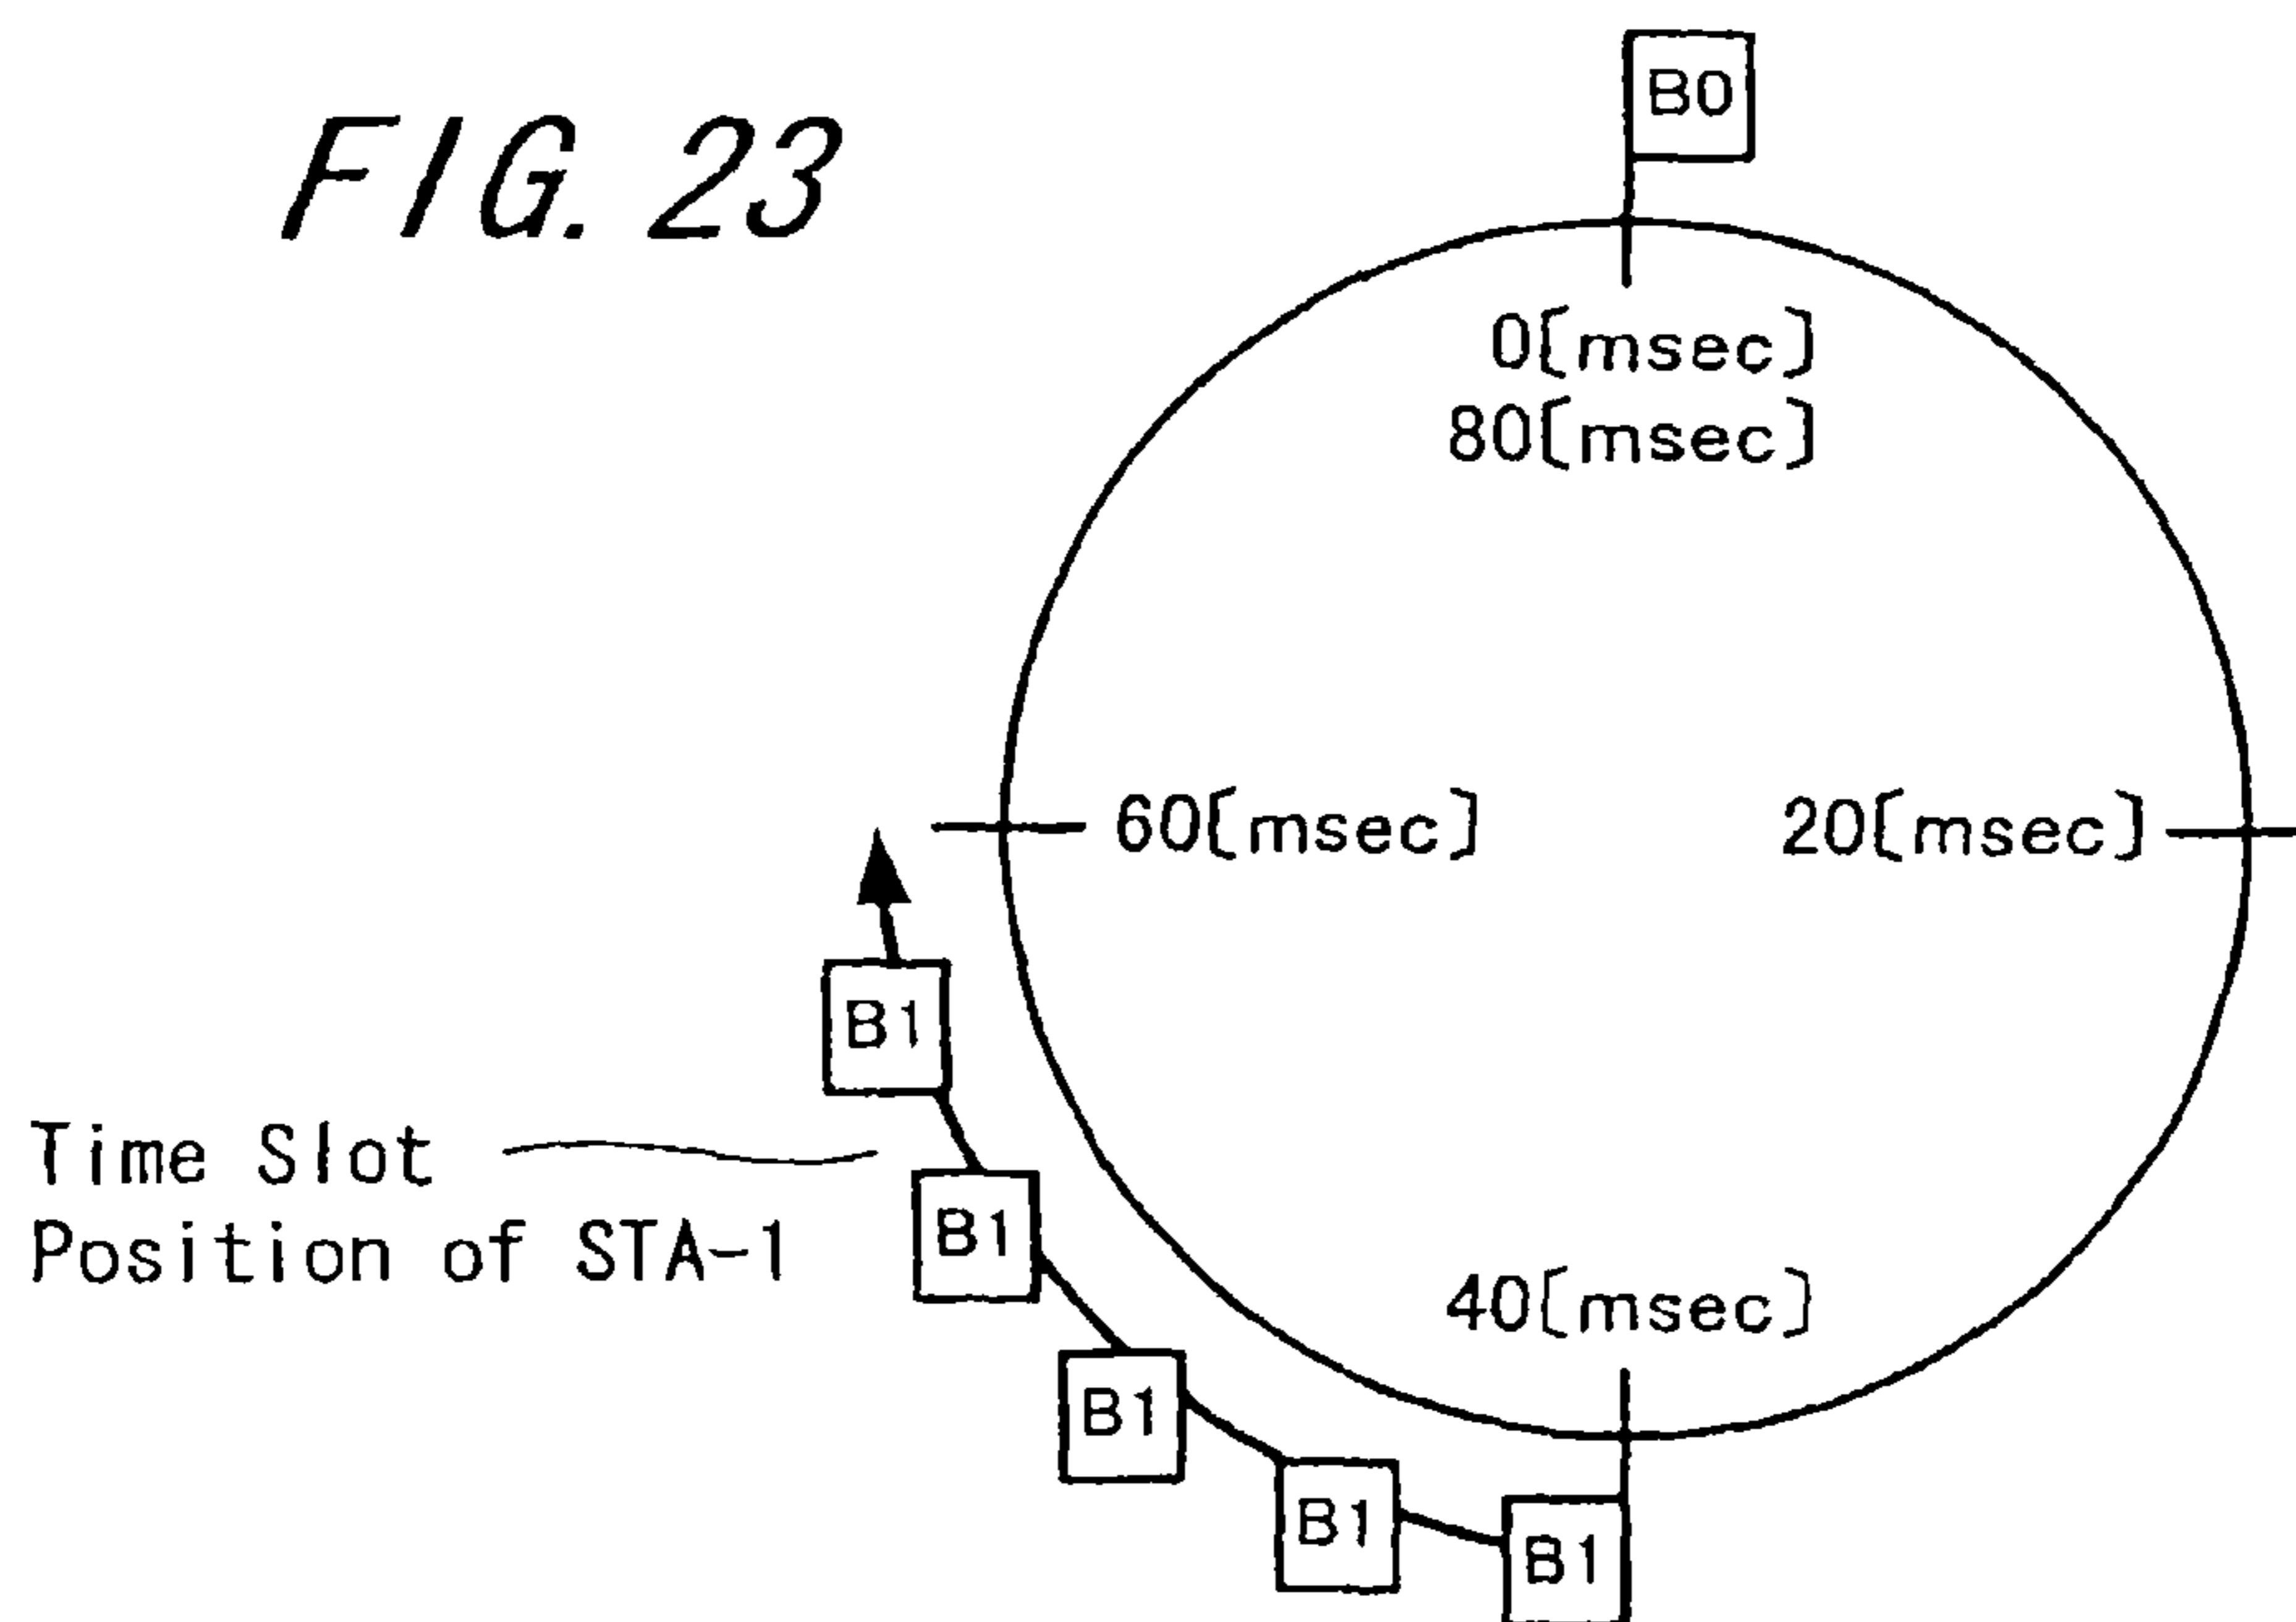 FIG. 23
B0
0[msec]
80[msec]
60[msec]
20[msec]
B1
Time Slot
Position of STA-1
B1
40[msec]
B1
B1
B1